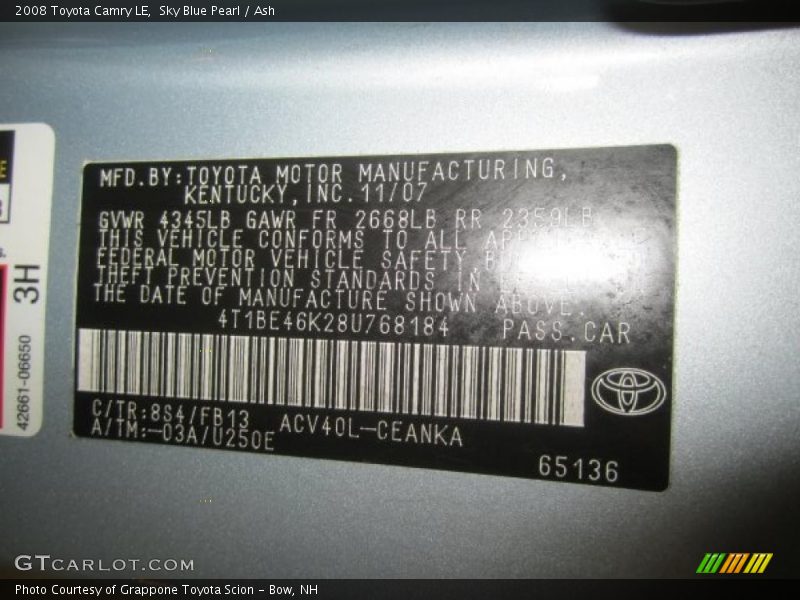 2008 Toyota Camry LE, Sky Blue Pearl / Ash
MFD.BY:TOYOTA MOTOR MANUFACTURING,
KENTUCKY,INC.11/07
GVWR 4345LB GAWR FR 2668LB RR 2359LB
THIS VEHICLE CONFORMS TO ALL
FEDERAL MOTOR VEHICLE SAFETY
THEFT PREVENTION STANDARDS IN
THE DATE OF MANUFACTURE SHOWN ABOVE.
4T1BE46K28U768184 PASS.CAR
C/TR:8S4/FB13
A/TM:-03A/U250E
ACV40L-CEANKA
65136
3H
42661-06650
GTCARLOT.COM
Photo Courtesy of Grappone Toyota Scion - Bow, NH